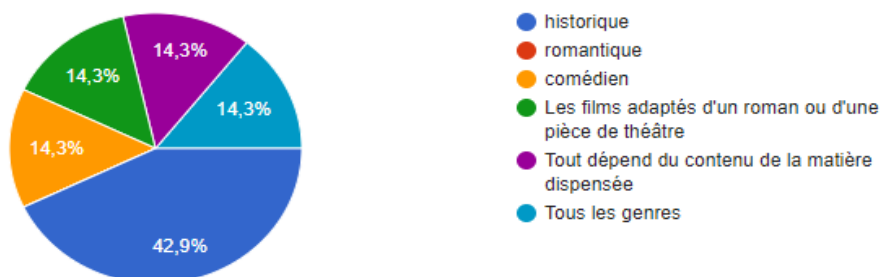 14,3%
14,3%
14,3%
14,3%
42,9%
historique
romantique
comédien
Les films adaptés d'un roman ou d'une
pièce de théâtre
Tout dépend du contenu de la matière
dispensée
Tous les genres